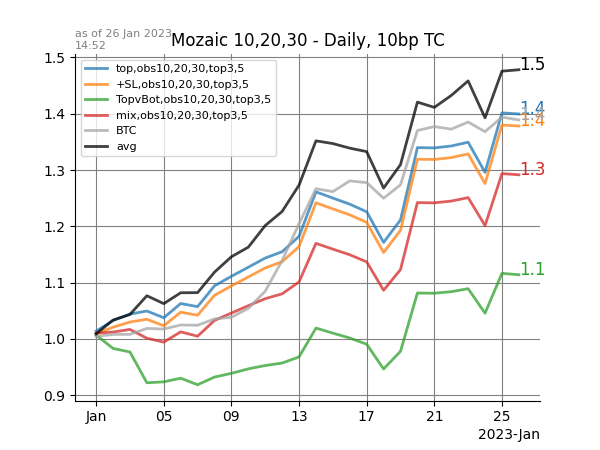 as of 26 Jan 2023
14:52
Mozaic 10,20,30 - Daily, 10bp TC
top,obs10,20,30,top3,5
+SL,obs10,20,30,top3,5
TopvBot,obs10,20,30,top3,5
mix,obs10,20,30,top3,5
BTC
avg
1.5
1.4
1.3
1.2
1.1
1.0
0.9
1.5
1.4
1.4
1.4
1.3
1.1
Jan 05 09 13 17 21 25
2023-Jan